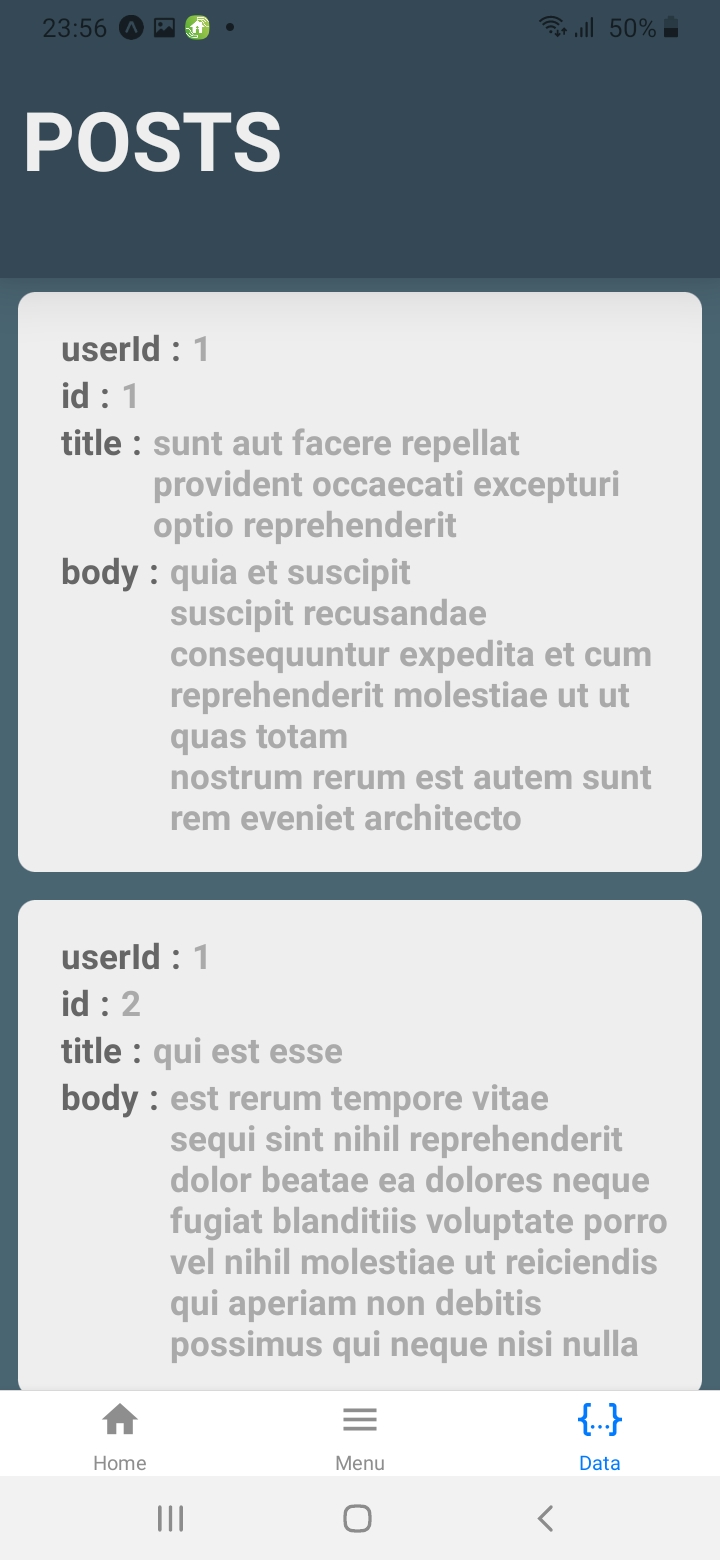 23:56
50%
POSTS
userId : 1
id : 1
title : sunt aut facere repellat
provident occaecati excepturi
optio reprehenderit
body : quia et suscipit
suscipit recusandae
consequuntur expedita et cum
reprehenderit molestiae ut ut
quas totam
nostrum rerum est autem sunt
rem eveniet architecto
userId : 1
id : 2
title : qui est esse
body : est rerum tempore vitae
sequi sint nihil reprehenderit
dolor beatae ea dolores neque
fugiat blanditiis voluptate porro
vel nihil molestiae ut reiciendis
qui aperiam non debitis
possimus qui neque nisi nulla
{...}
Home
Menu
Data